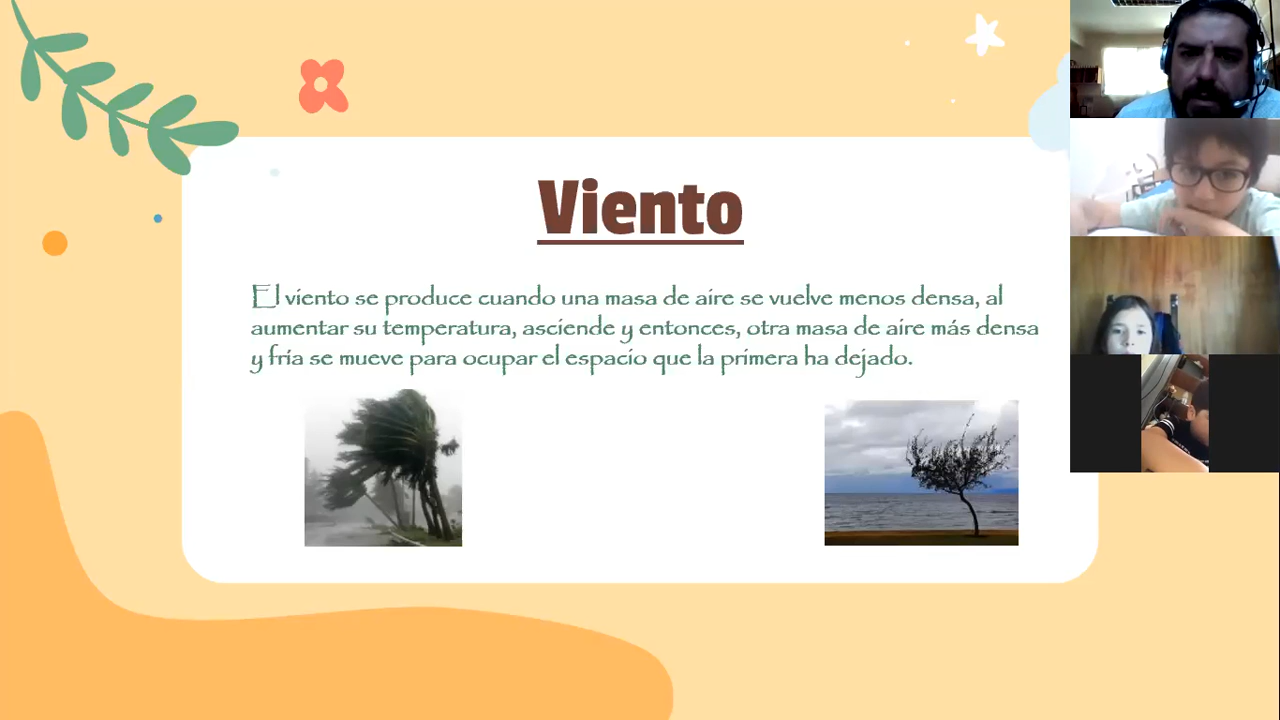 Viento
El viento se produce cuando una masa de aire se vuelve menos densa, al
aumentar su temperatura, asciende y entonces, otra masa de aire más densa
y fría se mueve para ocupar el espacio que la primera ha dejado.